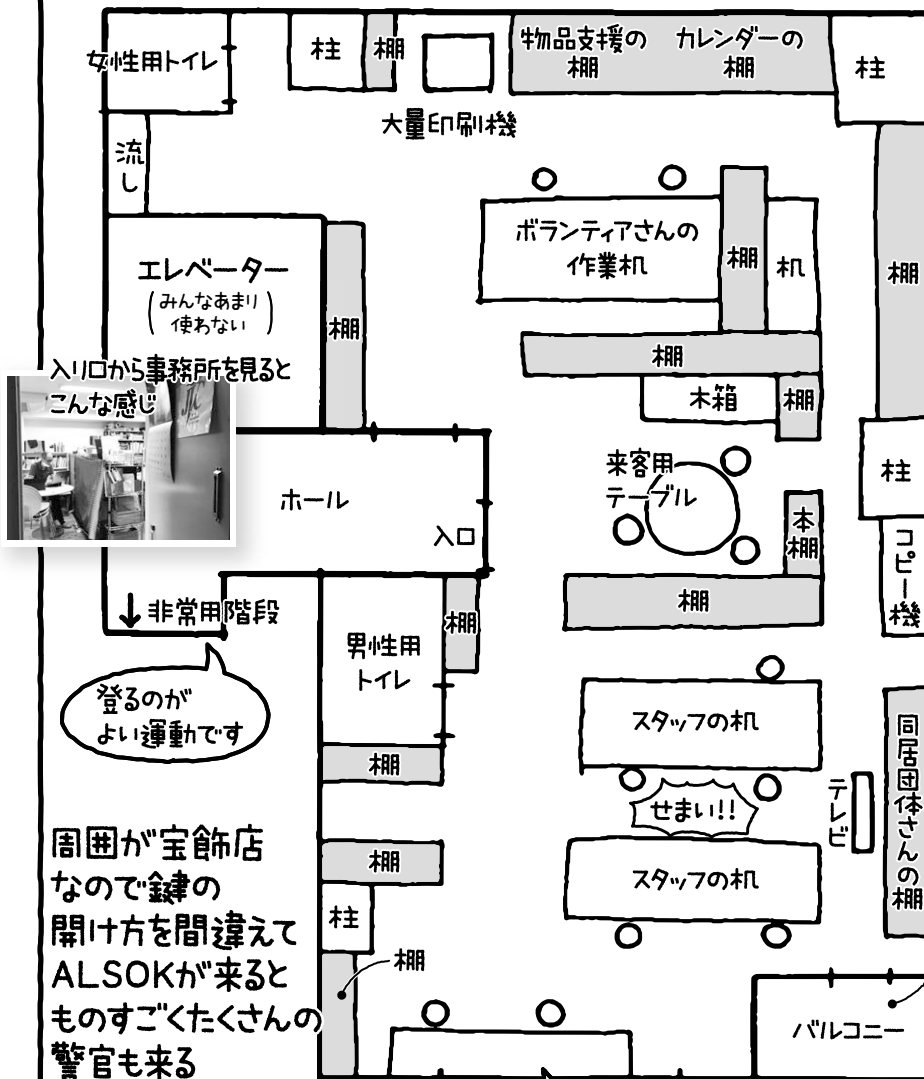 女性用トイレ
柱
棚
物品支援の
棚
カレンダーの
棚
柱
大量印刷機
流し
ボランティアさんの
作業机
棚
机
棚
エレベーター
(みんなあまり
使わない)
棚
棚
木箱
棚
入り口から事務所を見ると
こんな感じ
ホール
入口
来客用
テーブル
本棚
柱
コピー機
棚
↓非常用階段
男性用
トイレ
棚
登るのが
よい運動です
スタッフの机
棚
せまい!!
テレビ
同居団体さんの棚
棚
スタッフの机
柱
棚
周囲が宝飾店
なので鍵の
開け方を間違えて
ALSOKが来ると
ものすごくたくさんの
警官も来る
バルコニー